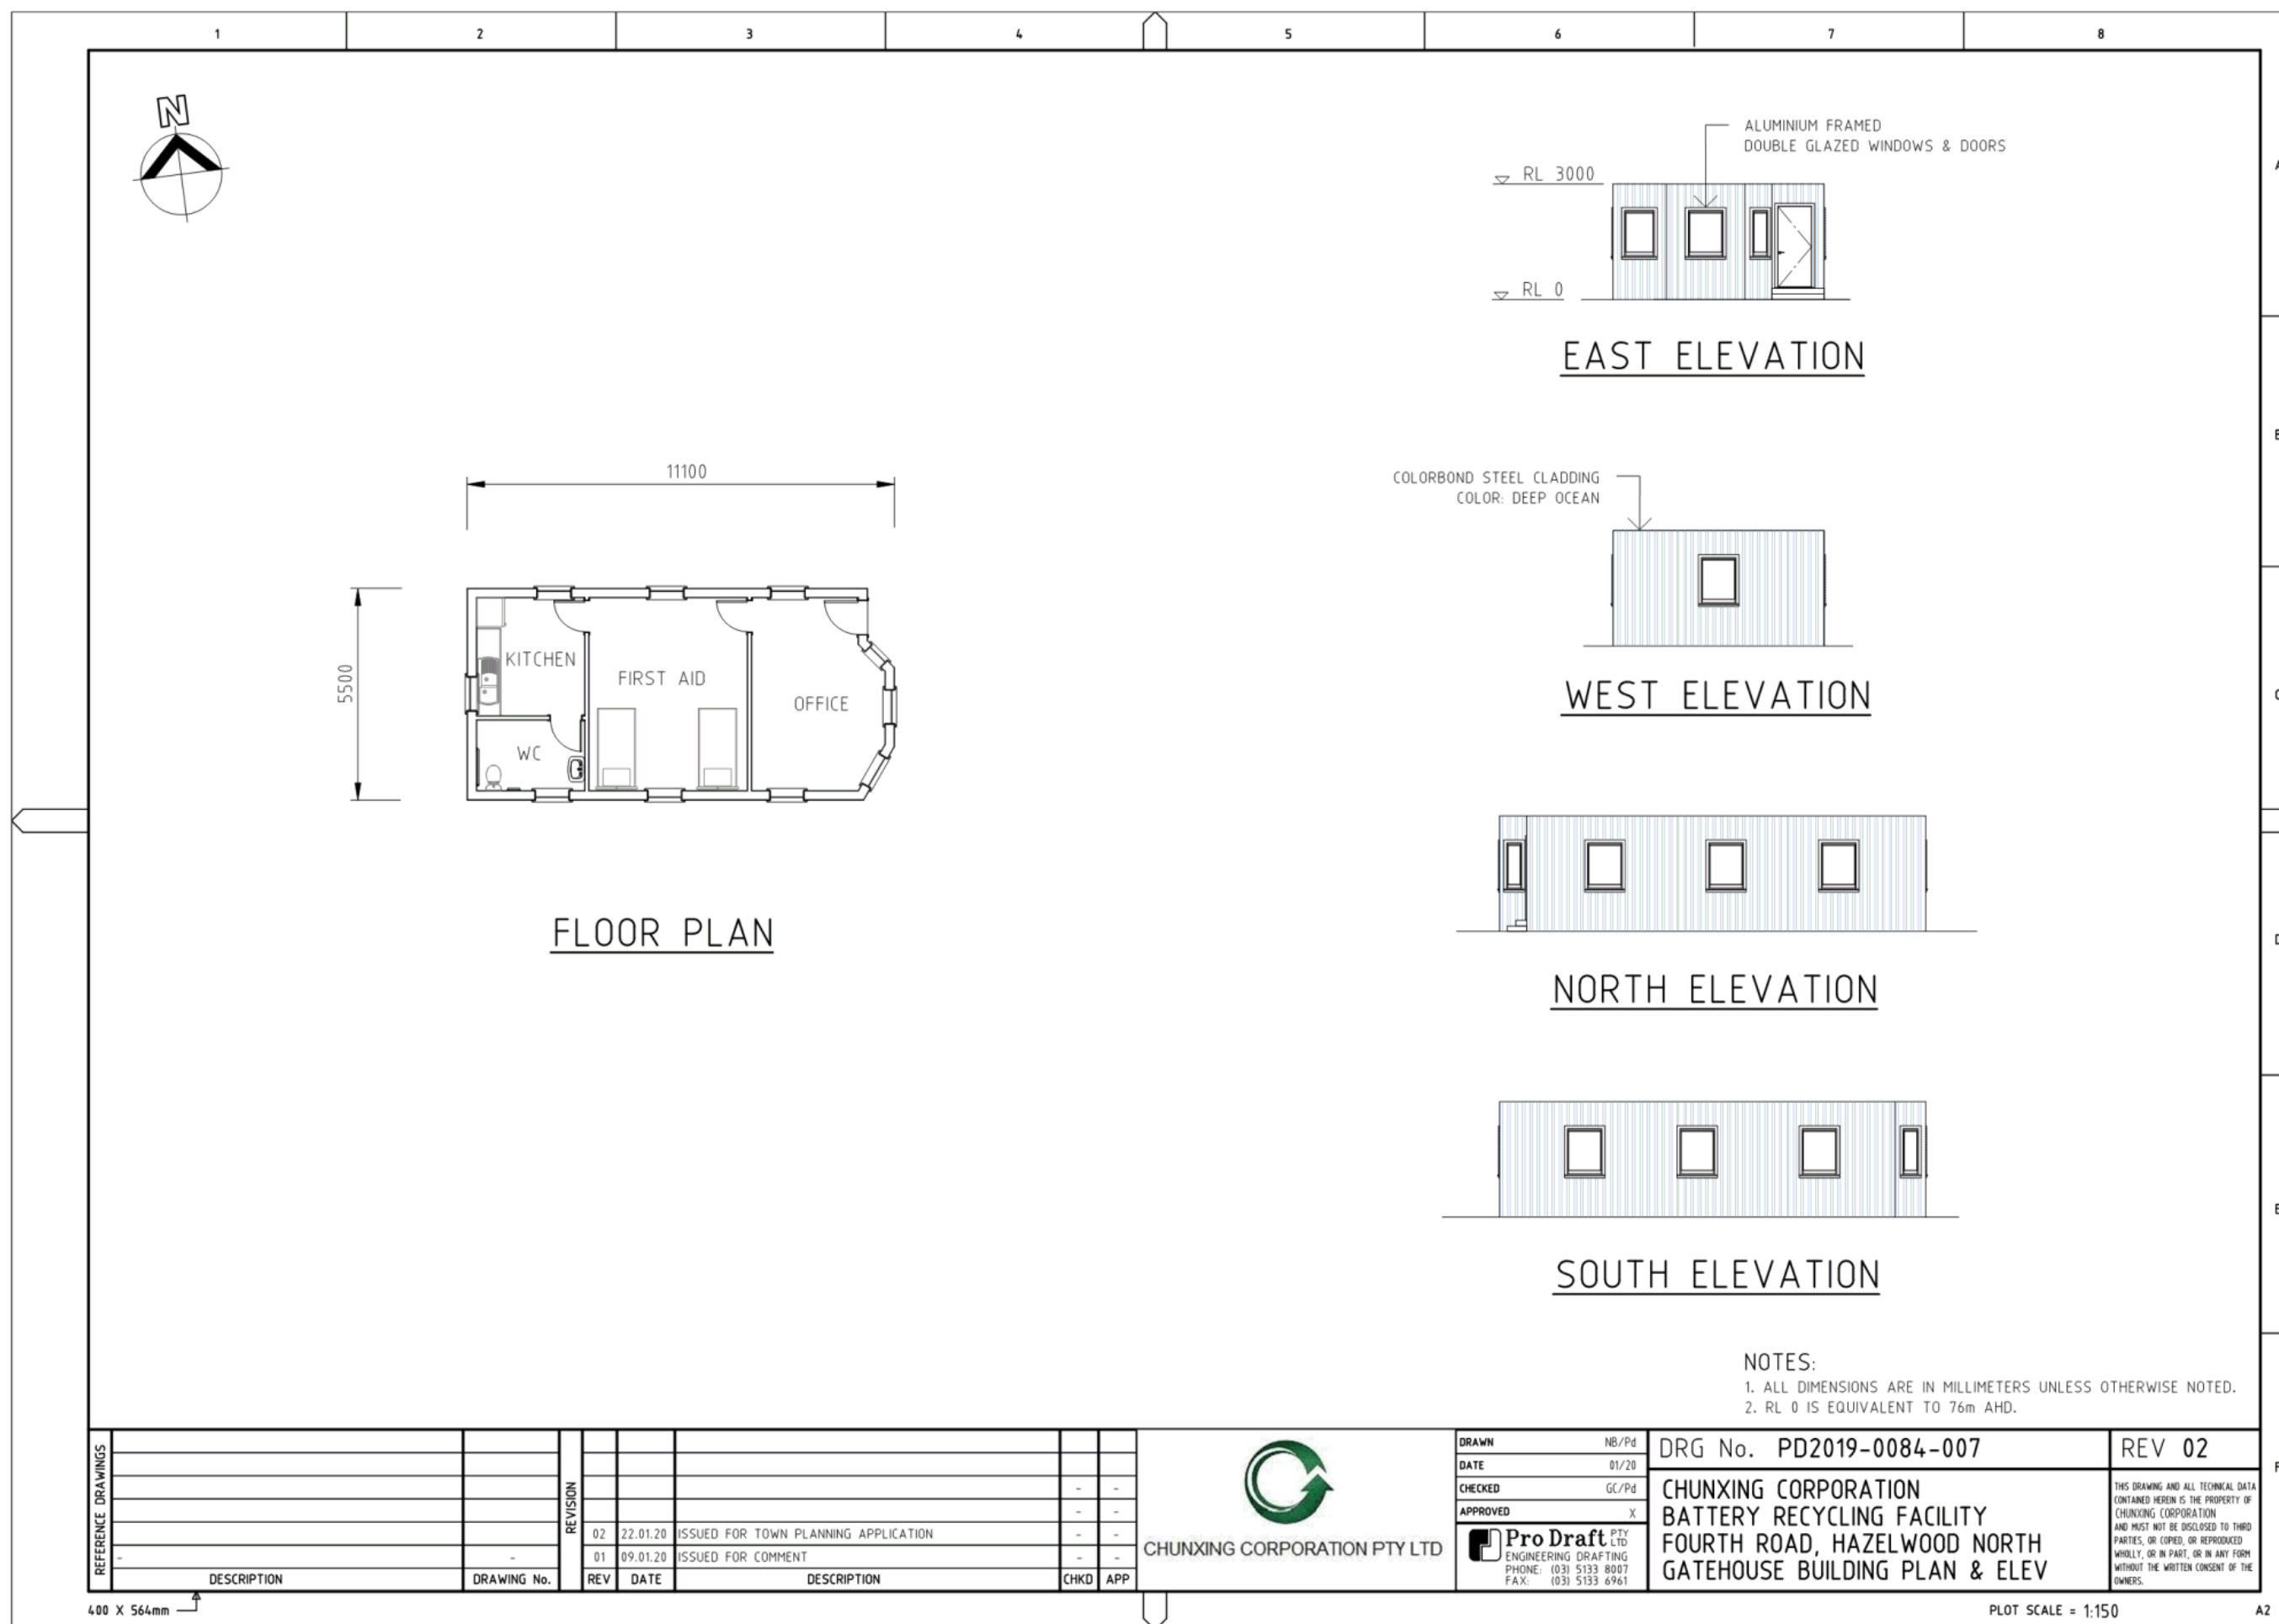 1 2 3 4 5 6 7 8
N
ALUMINIUM FRAMED
DOUBLE GLAZED WINDOWS & DOORS
RL 3000
RL 0
EAST ELEVATION
A
B
COLORBOND STEEL CLADDING
COLOR: DEEP OCEAN
WEST ELEVATION
C
11100
5500
KITCHEN
FIRST AID
OFFICE
WC
FLOOR PLAN
NORTH ELEVATION
D
SOUTH ELEVATION
E
NOTES:
1. ALL DIMENSIONS ARE IN MILLIMETERS UNLESS OTHERWISE NOTED.
2. RL 0 IS EQUIVALENT TO 76m AHD.
F
REFERENCE DRAWINGS
- -
DESCRIPTION DRAWING No.
REVISION
- -
- -
02 22.01.20 ISSUED FOR TOWN PLANNING APPLICATION - -
01 09.01.20 ISSUED FOR COMMENT - -
REV DATE DESCRIPTION CHKD APP
CHUNXING CORPORATION PTY LTD
DRAWN NB/Pd
DATE 01/20
CHECKED GC/Pd
APPROVED X
Pro Draft PTY LTD
ENGINEERING DRAFTING
PHONE: (03) 5133 8007
FAX: (03) 5133 6961
DRG No. PD2019-0084-007
REV 02
CHUNXING CORPORATION
BATTERY RECYCLING FACILITY
FOURTH ROAD, HAZELWOOD NORTH
GATEHOUSE BUILDING PLAN & ELEV
THIS DRAWING AND ALL TECHNICAL DATA
CONTAINED HEREIN IS THE PROPERTY OF
CHUNXING CORPORATION
AND MUST NOT BE DISCLOSED TO THIRD
PARTIES, OR COPIED, OR REPRODUCED
WHOLLY, OR IN PART, OR IN ANY FORM
WITHOUT THE WRITTEN CONSENT OF THE
OWNERS.
400 X 564mm
PLOT SCALE = 1:150
A2